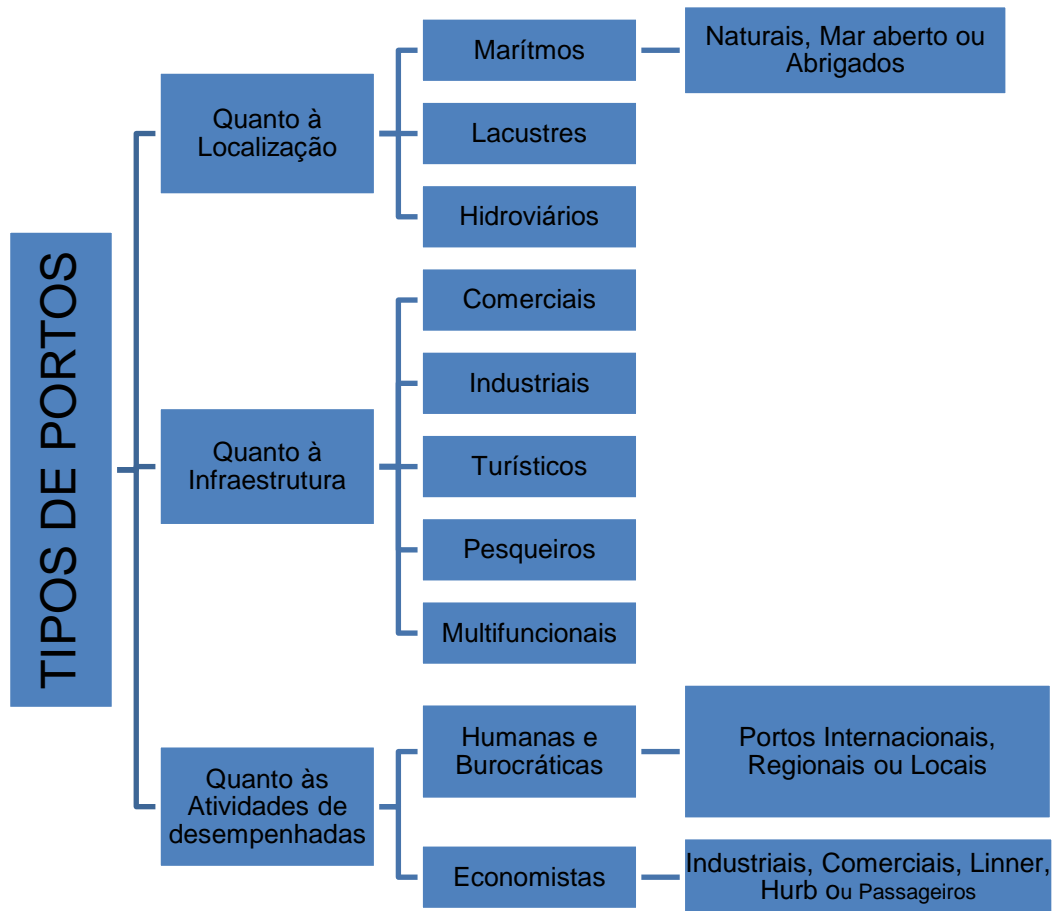 TIPOS DE PORTOS
Quanto à
Localização
Marítmos
Naturais, Mar aberto ou
Abrigados
Lacustres
Hidroviários
Quanto à
Infraestrutura
Comerciais
Industriais
Turísticos
Pesqueiros
Multifuncionais
Quanto às
Atividades de
desempenhadas
Humanas e
Burocráticas
Portos Internacionais,
Regionais ou Locais
Economistas
Industriais, Comerciais, Linner,
Hurb ou Passageiros